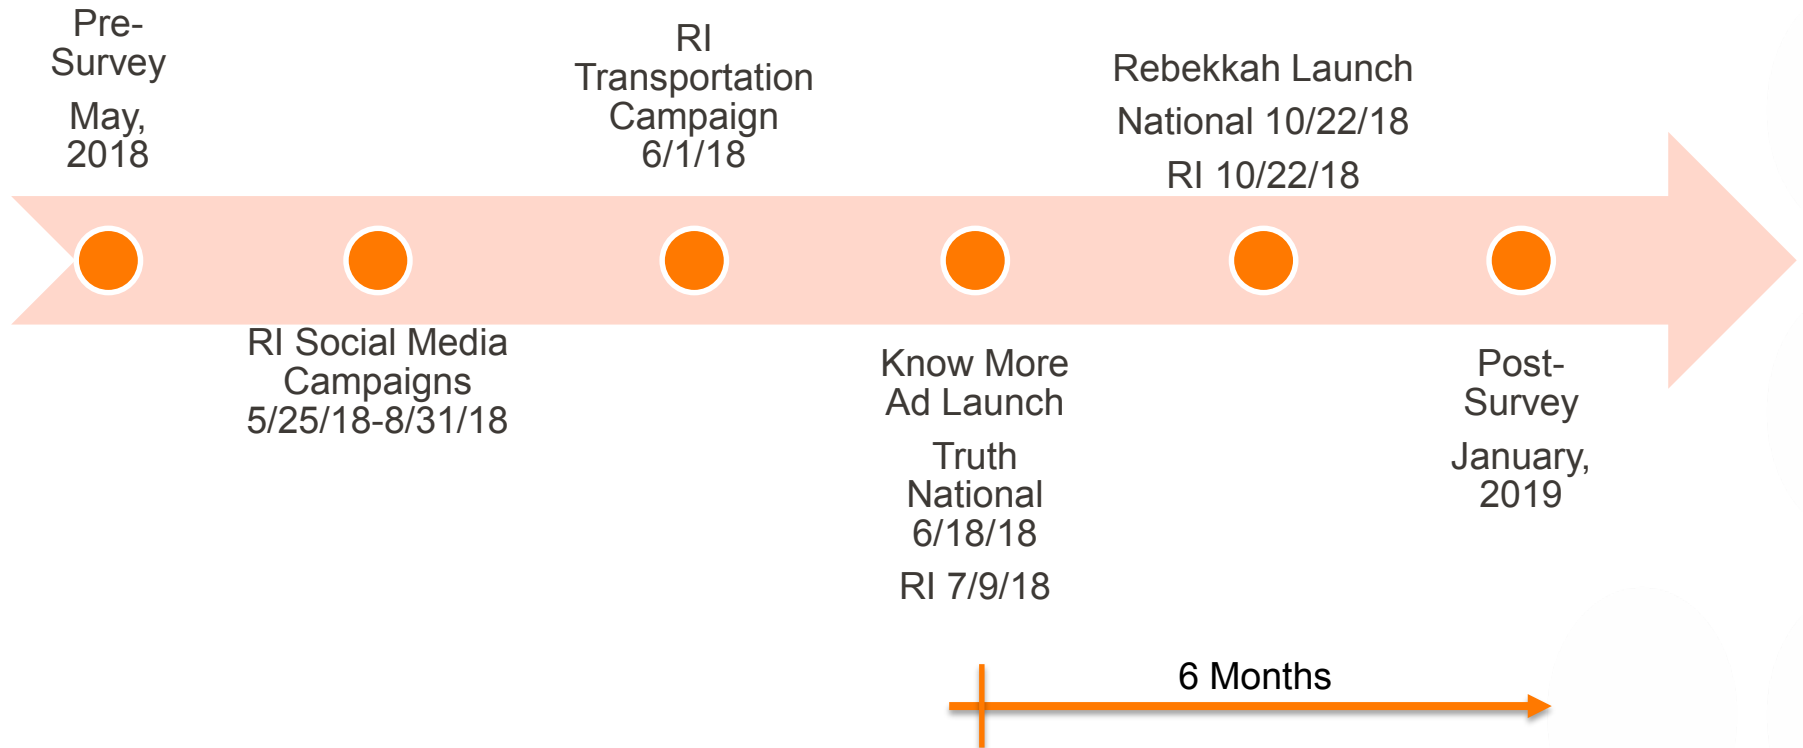 Pre-
Survey
May,
2018
RI Social Media
Campaigns
5/25/18-8/31/18
RI
Transportation
Campaign
6/1/18
Know More
Ad Launch
Truth
National
6/18/18
RI 7/9/18
Rebekkah Launch
National 10/22/18
RI 10/22/18
Post-
Survey
January,
2019
6 Months